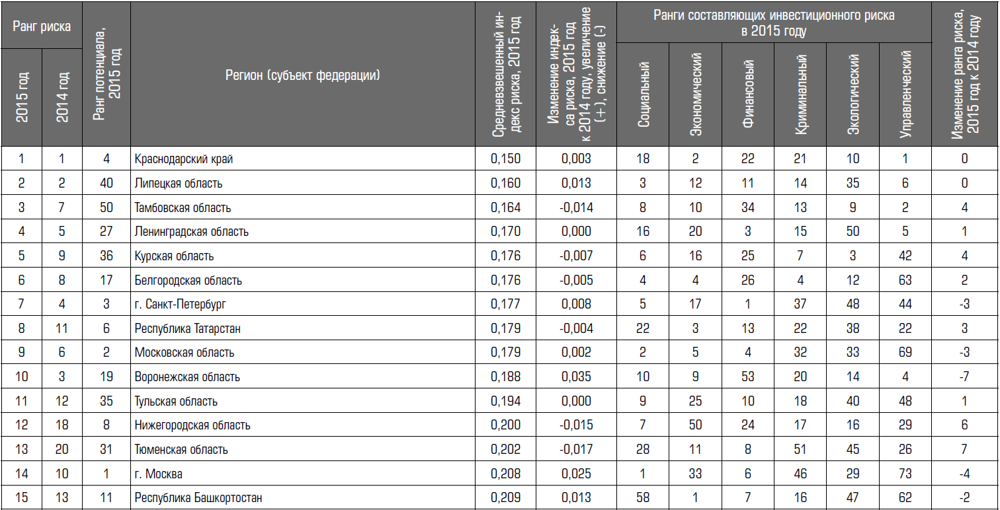 Ранг риска
2015 год
2014 год
Ранг потенциала,
2015 год
Регион (субъект федерации)
Средневзвешенный ин-
декс риска, 2015 год
Изменение индек-
са риска, 2015 год
к 2014 году, увеличение
(+), снижение (-)
Ранги составляющих инвестиционного риска
в 2015 году
Социальный
Экономический
Финансовый
Криминальный
Экологический
Управленческий
Изменение ранга риска,
2015 год к 2014 году
1 1 4 Краснодарский край 0,150 0,003 18 2 22 21 10 1 0
2 2 40 Липецкая область 0,160 0,013 3 12 11 14 35 6 0
3 7 50 Тамбовская область 0,164 -0,014 8 10 34 13 9 2 4
4 5 27 Ленинградская область 0,170 0,000 16 20 3 15 50 5 1
5 9 36 Курская область 0,176 -0,007 6 16 25 7 3 42 4
6 8 17 Белгородская область 0,176 -0,005 4 4 26 4 12 63 2
7 4 3 г. Санкт-Петербург 0,177 0,008 5 17 1 37 48 44 -3
8 11 6 Республика Татарстан 0,179 -0,004 22 3 13 22 38 22 3
9 6 2 Московская область 0,179 0,002 2 5 4 32 33 69 -3
10 3 19 Воронежская область 0,188 0,035 10 9 53 20 14 4 -7
11 12 35 Тульская область 0,194 0,000 9 25 10 18 40 48 1
12 18 8 Нижегородская область 0,200 -0,015 7 50 24 17 16 29 6
13 20 31 Тюменская область 0,202 -0,017 28 11 8 51 45 26 7
14 10 1 г. Москва 0,208 0,025 1 33 6 46 29 73 -4
15 13 11 Республика Башкортостан 0,209 0,013 58 1 7 16 47 62 -2